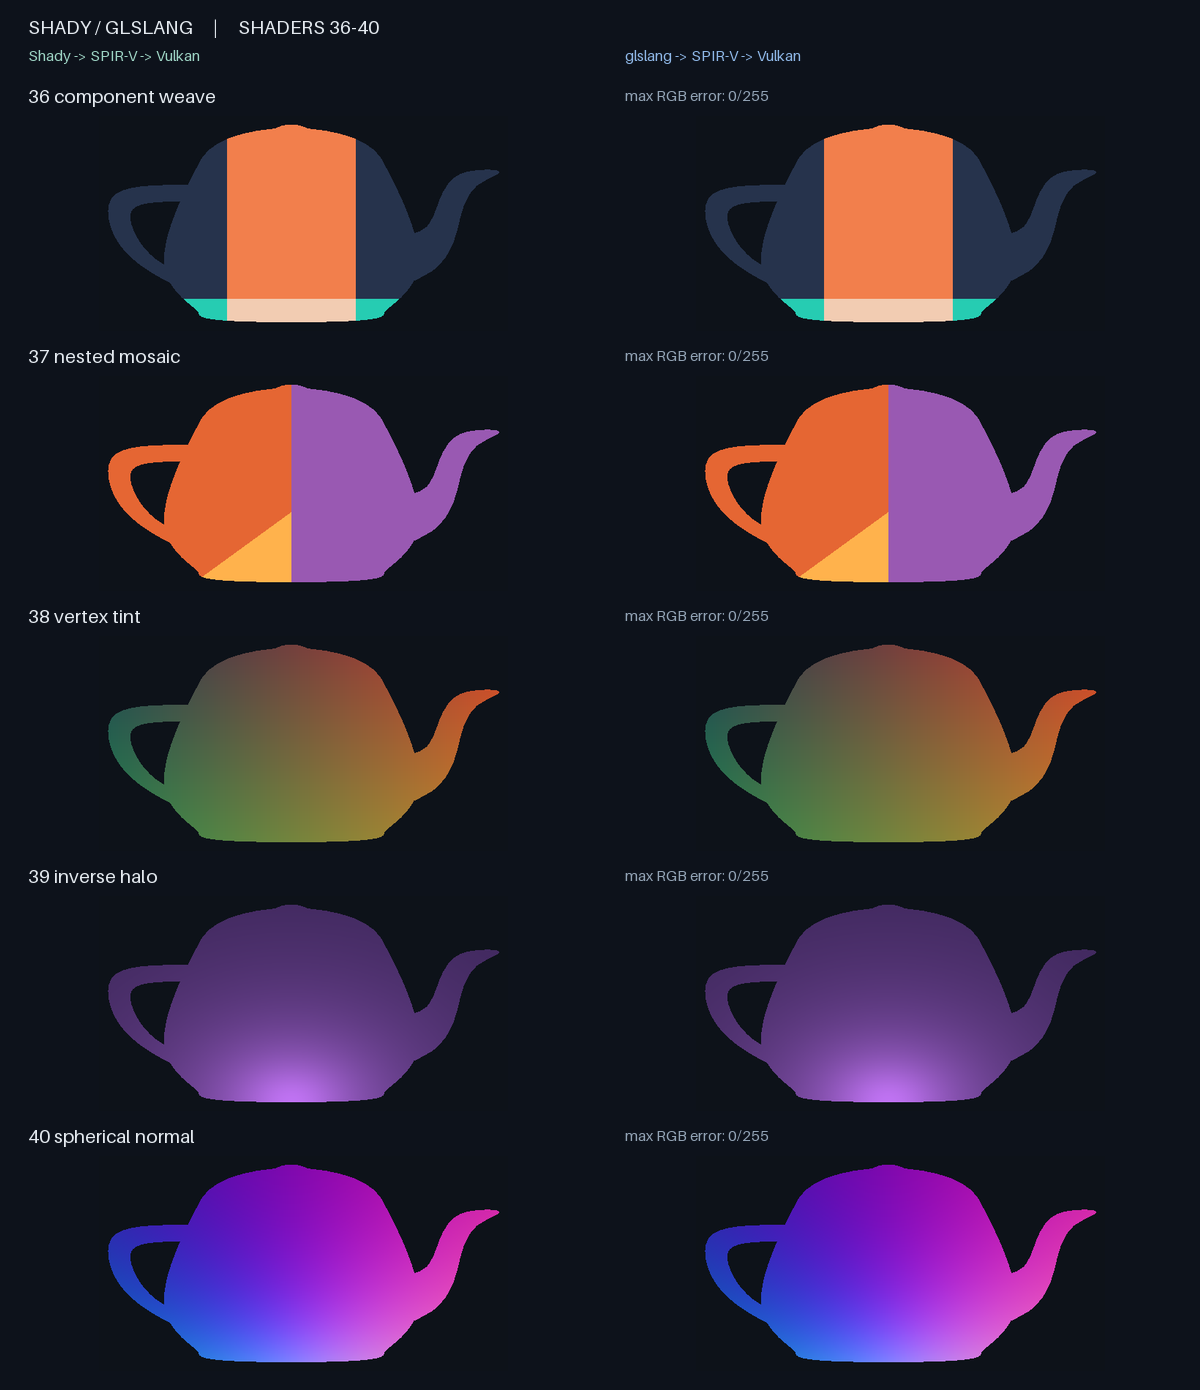 SHADY / GLSLANG | SHADERS 36-40
Shady -> SPIR-V -> Vulkan
glslang -> SPIR-V -> Vulkan
36 component weave
max RGB error: 0/255
37 nested mosaic
max RGB error: 0/255
38 vertex tint
max RGB error: 0/255
39 inverse halo
max RGB error: 0/255
40 spherical normal
max RGB error: 0/255